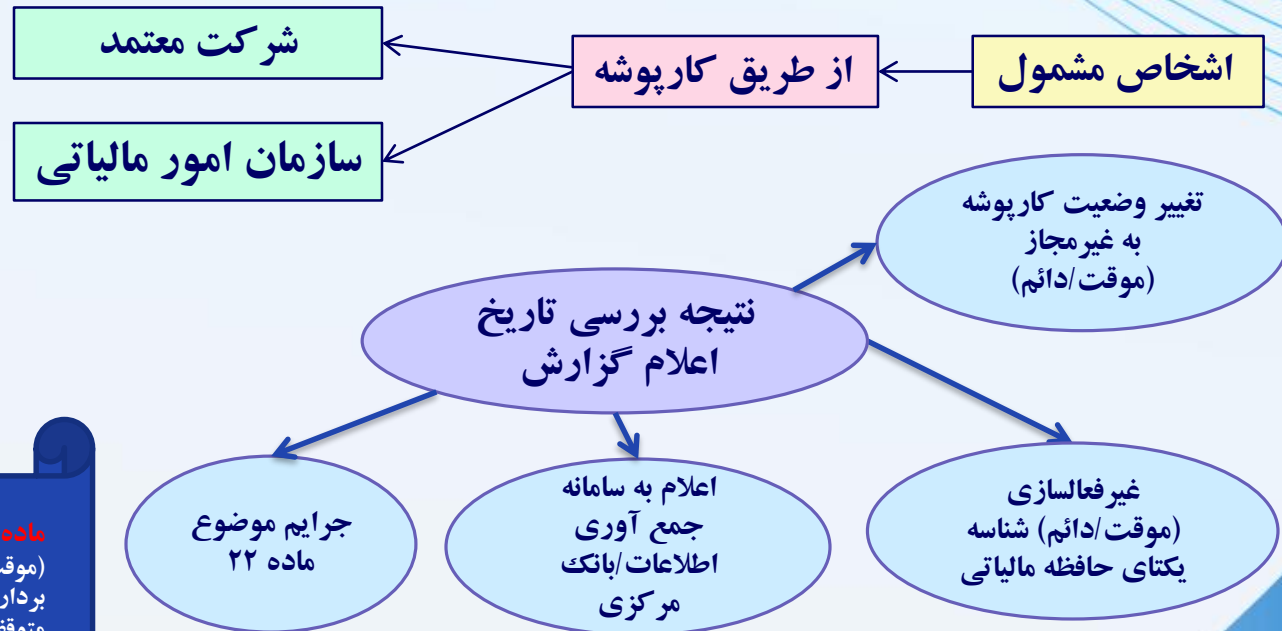 اشخاص مشمول
از طریق کارپوشه
شرکت معتمد
سازمان امور مالیاتی
تغییر وضعیت کارپوشه
به غیرمجاز
(موقت/دائم)
نتیجه بررسی تاریخ
اعلام گزارش
غیرفعالسازی
(موقت/دائم) شناسه
یکتای حافظه مالیاتی
اعلام به سامانه
جمع آوری
اطلاعات/بانک
مرکزی
جرایم موضوع
ماده ۲۲
ماده